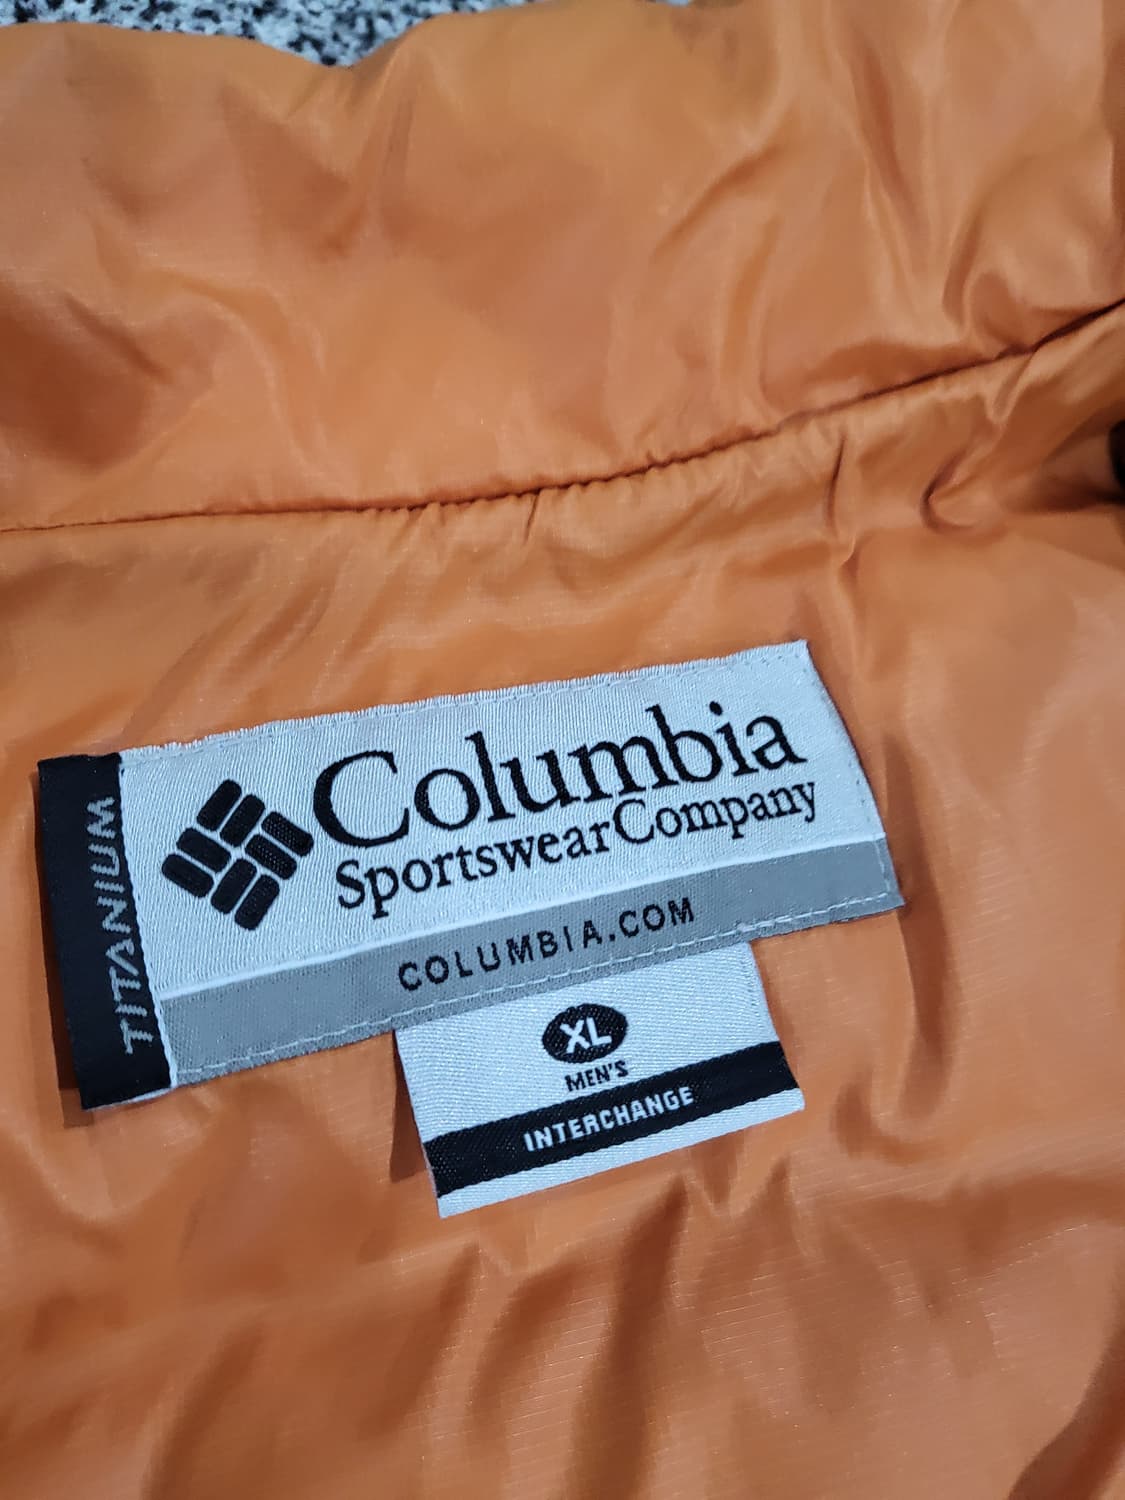 TITANIUM
Columbia
Sportswear Company
COLUMBIA.COM
XL
MEN'S
INTERCHANGE